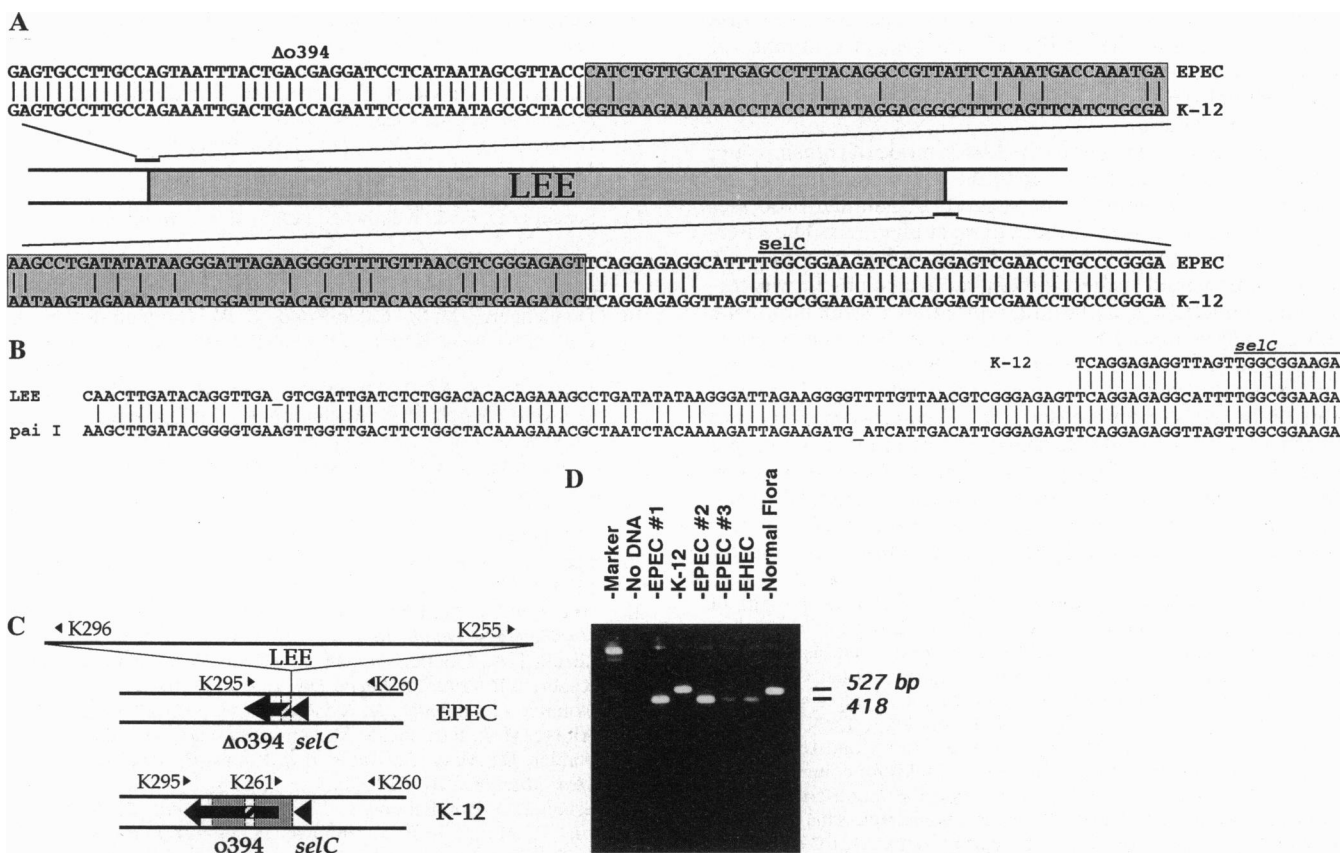 A
Δo394
GAGTGCCTTGCCAGTAATTTACTGACGAGGATCCTCATAATAGCGTTACCCATCTGTTGCATTGAGCCTTTACAGGCCGTTATTCTAAATGACCAAATGA EPEC
GAGTGCCTTGCCAGAAATTGACTGACCAGAATTCCCATAATAGCGCTACCGGTGAAGAAAAAACCTACCATTATAGGACGGGCTTTCAGTTCATCTGCGA K-12
LEE
selC
AAGCCTGATATATAAGGGATTAGAAGGGGTTTTGTTAACGTCGGGAGAGTTCAGGAGAGGCATTTTGGCGGAAGATCACAGGAGTCGAACCTGCCCGGGA EPEC
AATAAGTAGAAAATATCTGGATTGACAGTATTACAAGGGGTTGGAGAACGTCAGGAGAGGTTAGTTGGCGGAAGATCACAGGAGTCGAACCTGCCCGGGA K-12
B
selC
K-12 TCAGGAGAGGTTAGTTGGCGGAAGA
LEE CAACTTGATACAGGTTGA_GTCGATTGATCTCTGGACACACAGAAAGCCTGATATATAAGGGATTAGAAGGGGTTTTGTTAACGTCGGGAGAGTTCAGGAGAGGCATTTTGGCGGAAGA
pai I AAGCTTGATACGGGGTGAAGTTGGTTGACTTCTGGCTACAAAGAAACGCTAATCTACAAAAGATTAGAAGATG_ATCATTGACATTGGGAGAGTTCAGGAGAGGTTAGTTGGCGGAAGA
D
-Marker
-No DNA
-EPEC #1
-K-12
-EPEC #2
-EPEC #3
-EHEC
-Normal Flora
527 bp
418
C
K296 K255
LEE
K295 K260
EPEC
Δo394 selC
K295 K261 K260
K-12
o394 selC